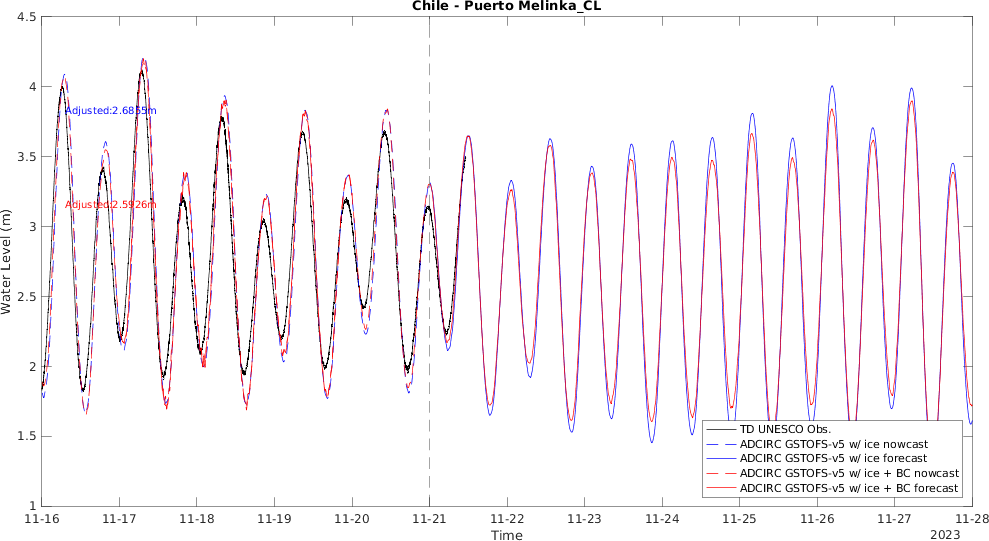 Chile - Puerto Melinka_CL
4.5
4
3.5
3
2.5
2
1.5
1
Water Level (m)
Adjusted:2.6855m
Adjusted:2.5926m
TD UNESCO Obs.
ADCIRC GSTOFS-v5 w/ ice nowcast
ADCIRC GSTOFS-v5 w/ ice forecast
ADCIRC GSTOFS-v5 w/ ice + BC nowcast
ADCIRC GSTOFS-v5 w/ ice + BC forecast
11-16 11-17 11-18 11-19 11-20 11-21 11-22 11-23 11-24 11-25 11-26 11-27 11-28
Time
2023